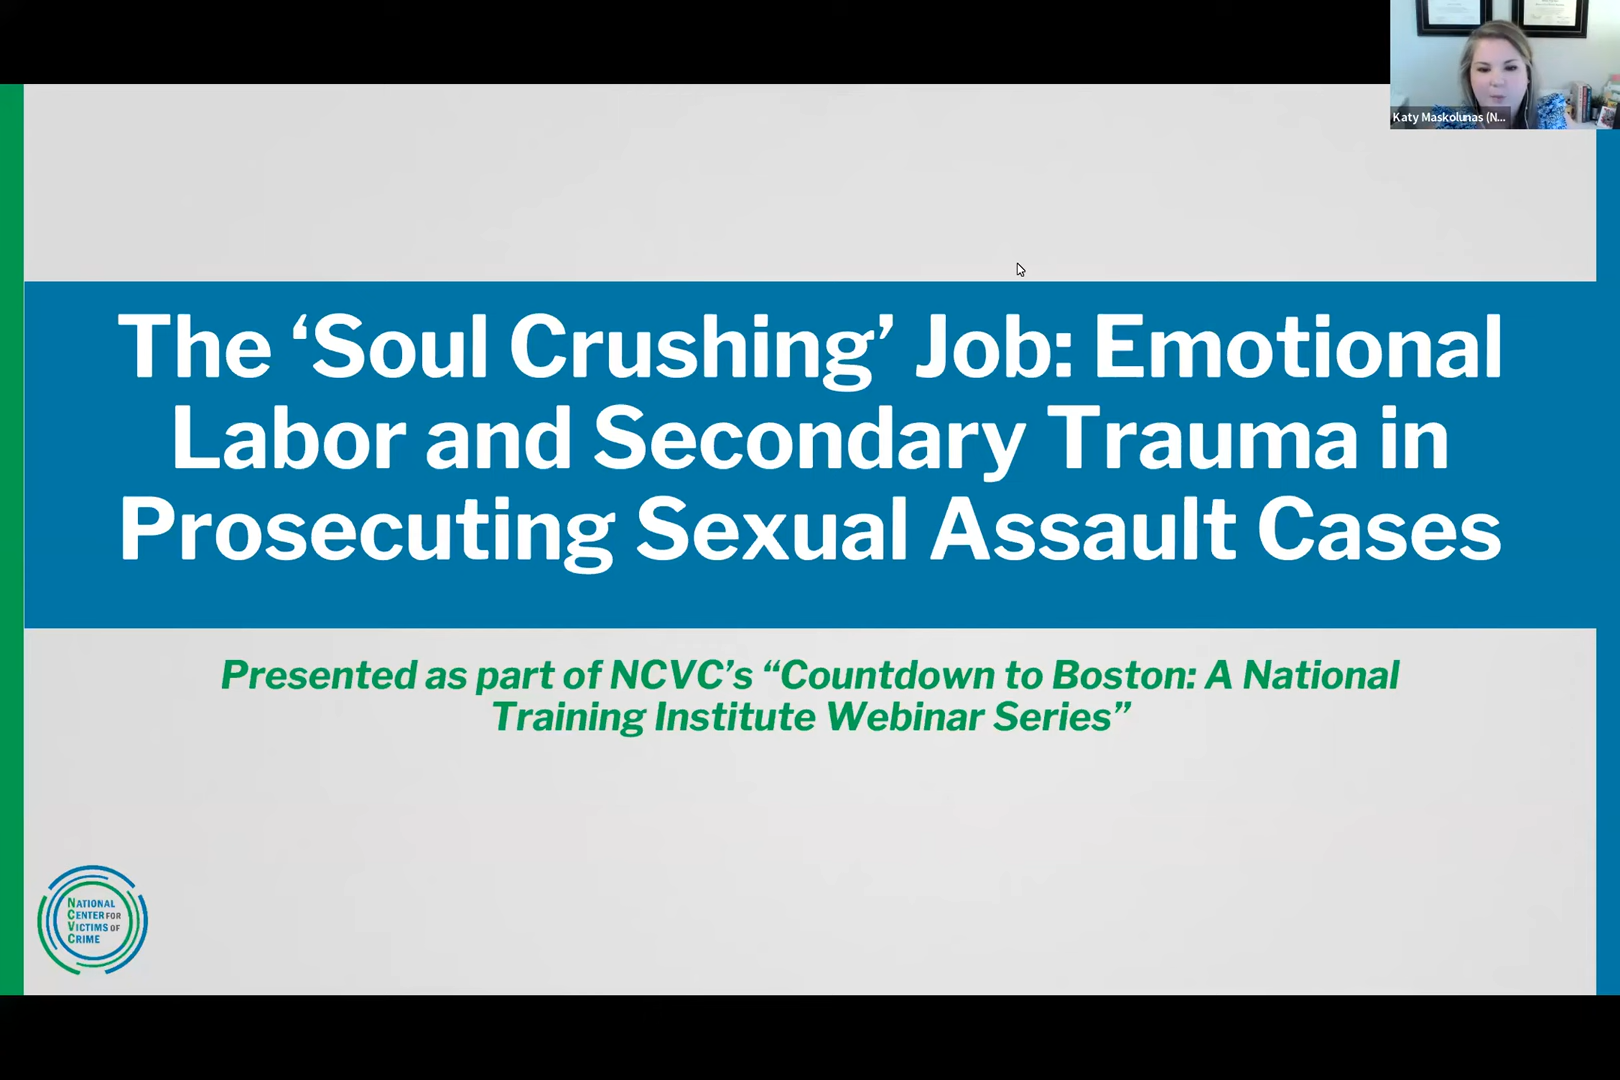 Katy Maskolunas (N...
The ‘Soul Crushing’ Job: Emotional
Labor and Secondary Trauma in
Prosecuting Sexual Assault Cases
Presented as part of NCVC’s “Countdown to Boston: A National
Training Institute Webinar Series”
NATIONAL
CENTER FOR
VICTIMS OF
CRIME